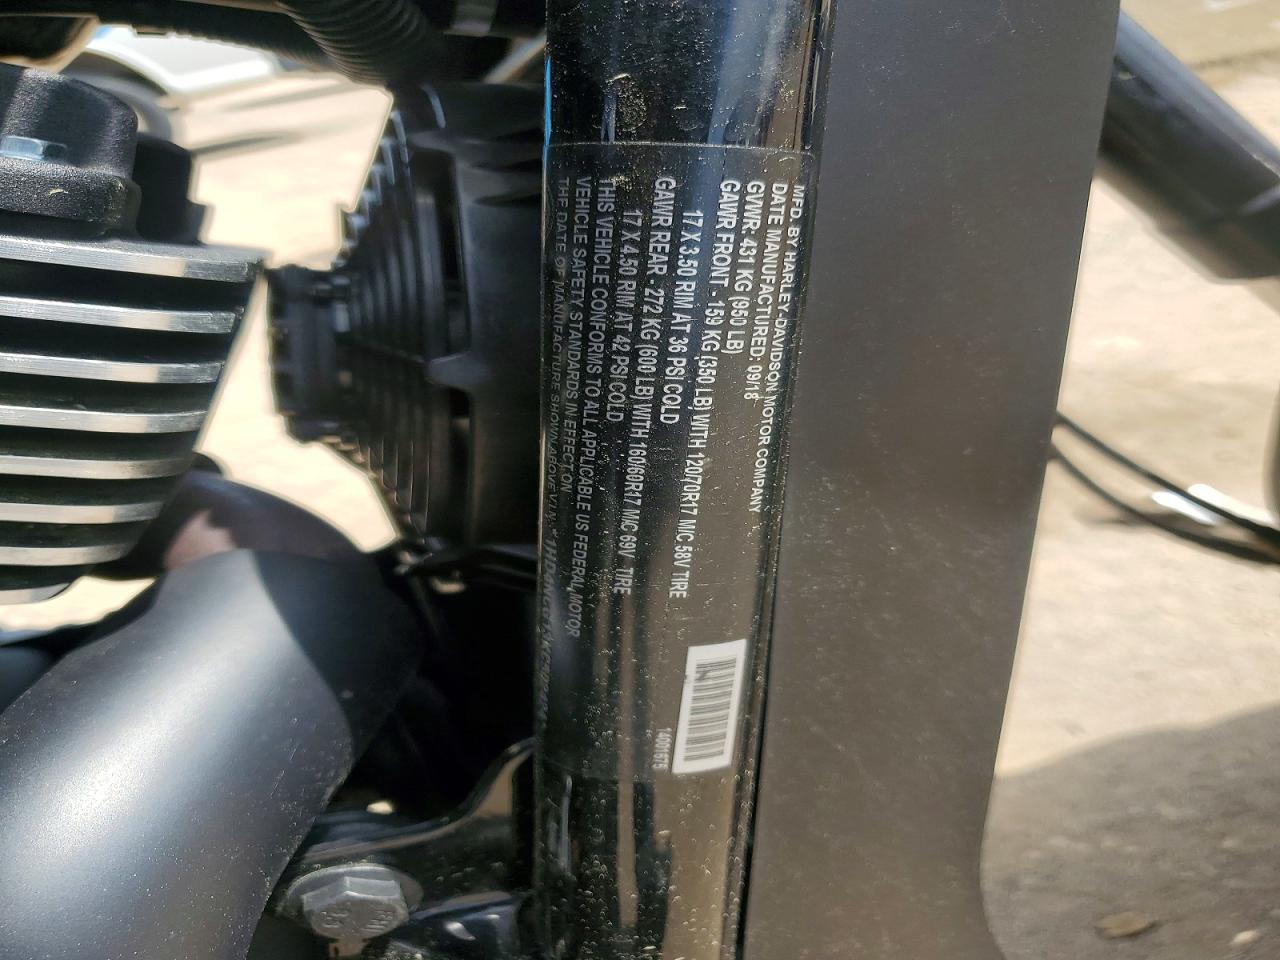 MFD. BY HARLEY-DAVIDSON MOTOR COMPANY
DATE MANUFACTURED: 09/18
GVWR: 431 KG (950 LB)
GAWR FRONT - 159 KG (350 LB) WITH 120/70R17 M/C 58V TIRE
17 X 3.50 RIM AT 36 PSI COLD
GAWR REAR - 272 KG (600 LB) WITH 160/60R17 M/C 69V TIRE
17 X 4.50 RIM AT 42 PSI COLD
THIS VEHICLE CONFORMS TO ALL APPLICABLE US FEDERAL MOTOR
VEHICLE SAFETY STANDARDS IN EFFECT ON
THE DATE OF MANUFACTURE SHOWN ABOVE
14001575